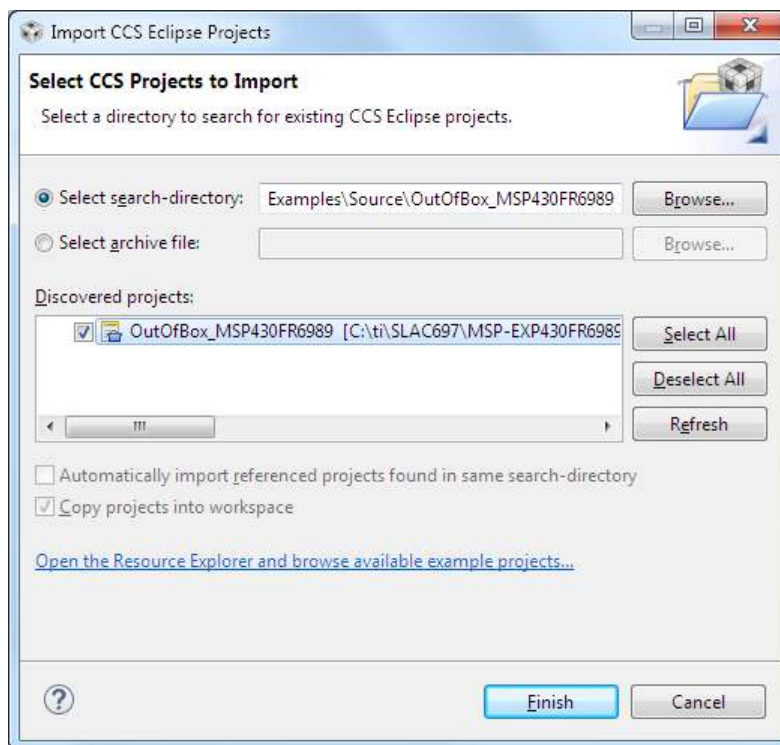 Import CCS Eclipse Projects
Select CCS Projects to Import
Select a directory to search for existing CCS Eclipse projects.
Select search-directory: Examples\Source\OutOfBox_MSP430FR6989 Browse...
Select archive file: Browse...
Discovered projects:
OutOfBox_MSP430FR6989 [C:\ti\SLAC697\MSP-EXP430FR6989 Select All
Deselect All
Refresh
Automatically import referenced projects found in same search-directory
Copy projects into workspace
Open the Resource Explorer and browse available example projects...
? Finish Cancel